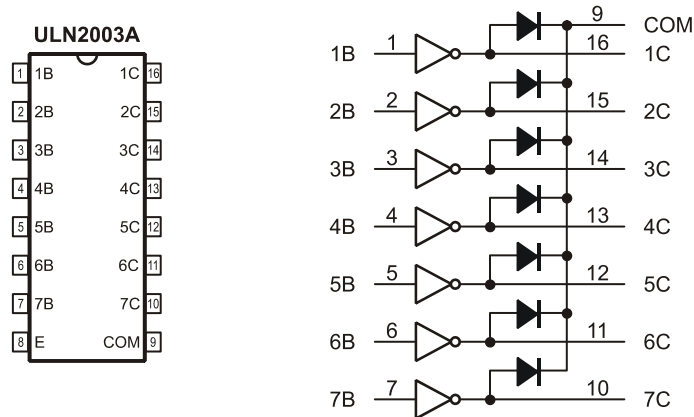 ULN2003A
1 1B 1C 16
2 2B 2C 15
3 3B 3C 14
4 4B 4C 13
5 5B 5C 12
6 6B 6C 11
7 7B 7C 10
8 E COM 9
9 COM
1B 1 16 1C
2B 2 15 2C
3B 3 14 3C
4B 4 13 4C
5B 5 12 5C
6B 6 11 6C
7B 7 10 7C